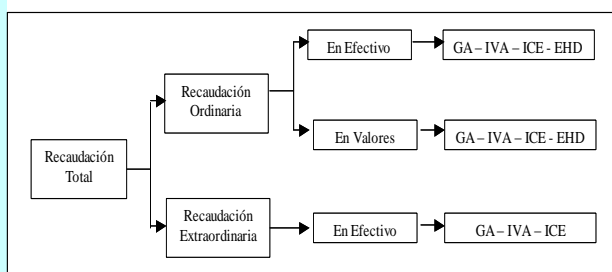 En Efectivo
GA – IVA – ICE - EHD
Recaudación
Ordinaria
En Valores
GA – IVA – ICE - EHD
Recaudación
Total
Recaudación
Extraordinaria
En Efectivo
GA – IVA – ICE